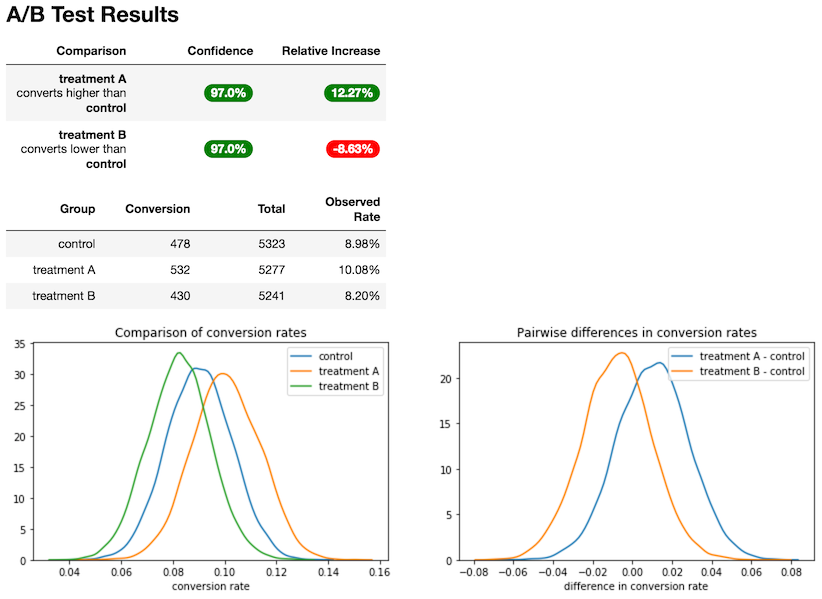 A/B Test Results
Comparison Confidence Relative Increase
treatment A
converts higher than 97.0% 12.27%
control
treatment B
converts lower than 97.0% -8.63%
control
Observed
Group Conversion Total Rate
control 478 5323 8.98%
treatment A 532 5277 10.08%
treatment B 430 5241 8.20%
Comparison of conversion rates
35
30
25
20
15
10
5
0
control
treatment A
treatment B
0.04 0.06 0.08 0.10 0.12 0.14 0.16
conversion rate
Pairwise differences in conversion rates
20
15
10
5
0
treatment A - control
treatment B - control
−0.08 −0.06 −0.04 −0.02 0.00 0.02 0.04 0.06 0.08
difference in conversion rate